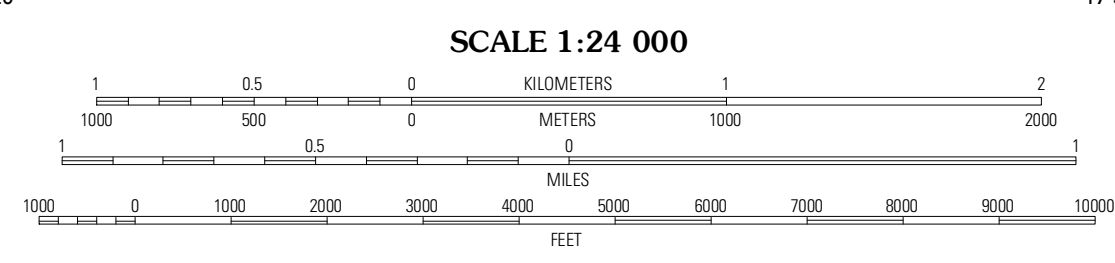 SCALE 1:24 000
1 0.5 0 KILOMETERS 1 2
1000 500 0 METERS 1000 2000
1 0.5 0 1
MILES
1000 0 1000 2000 3000 4000 5000 6000 7000 8000 9000 10000
FEET